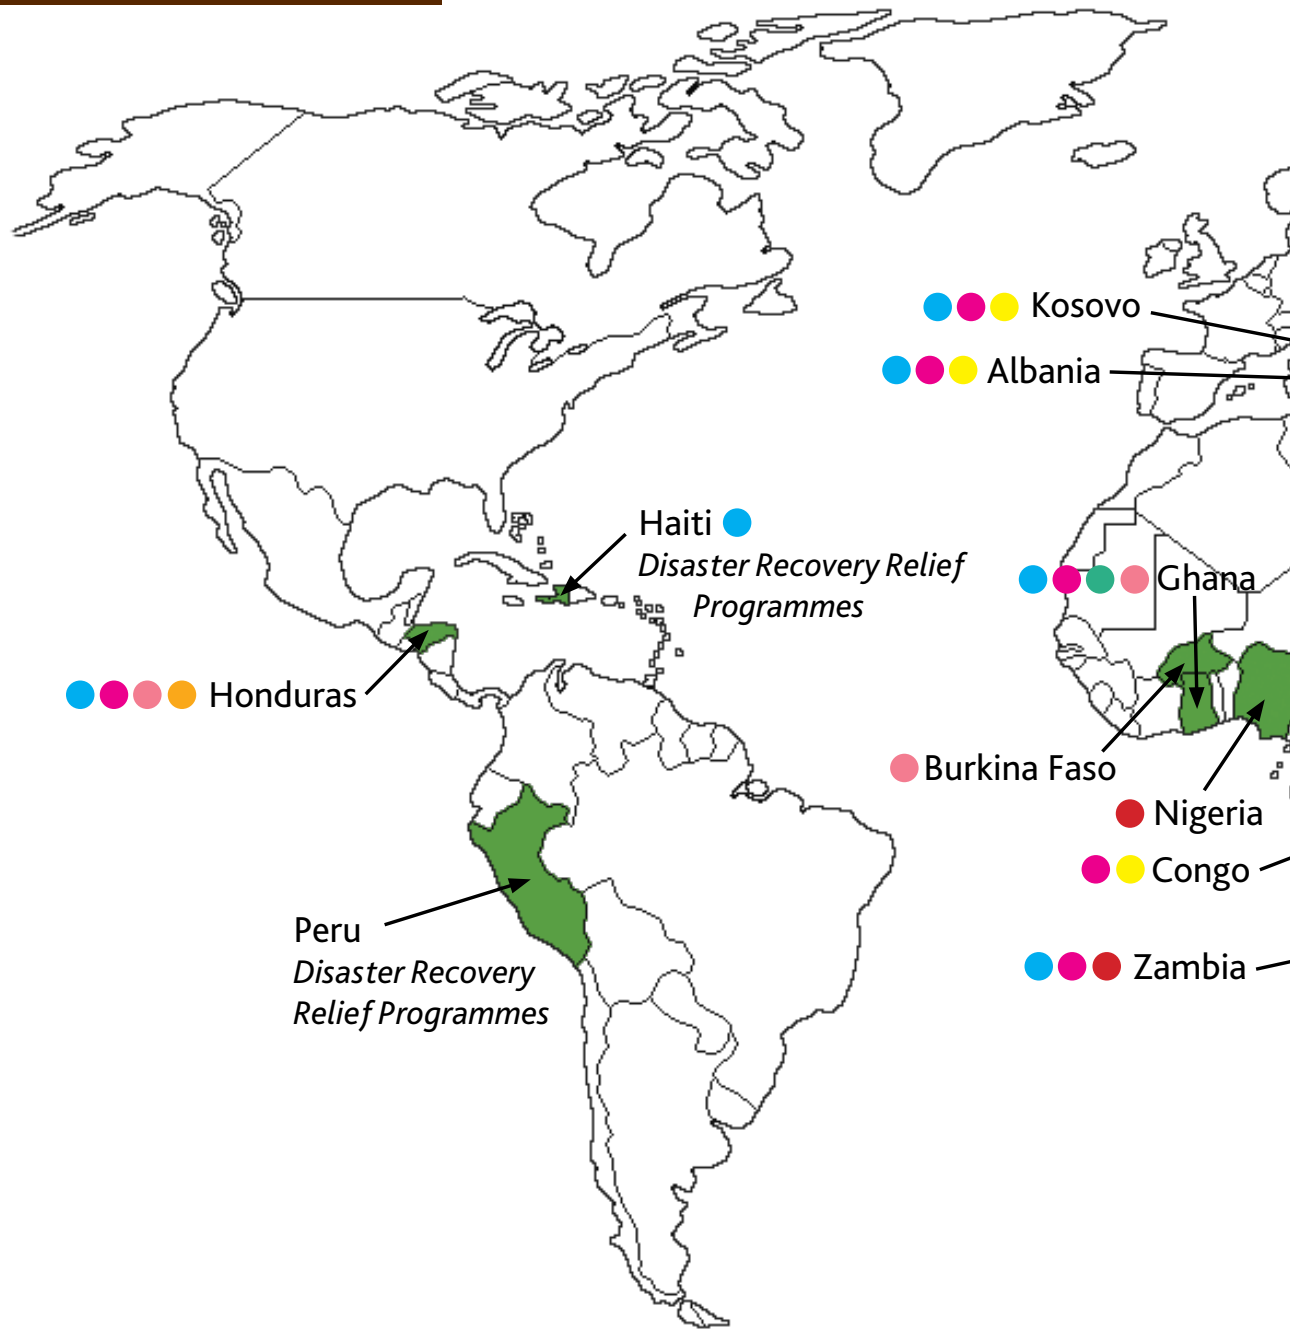 Kosovo
Albania
Haiti
Disaster Recovery Relief
Programmes
Ghana
Honduras
Burkina Faso
Nigeria
Congo
Peru
Disaster Recovery
Relief Programmes
Zambia